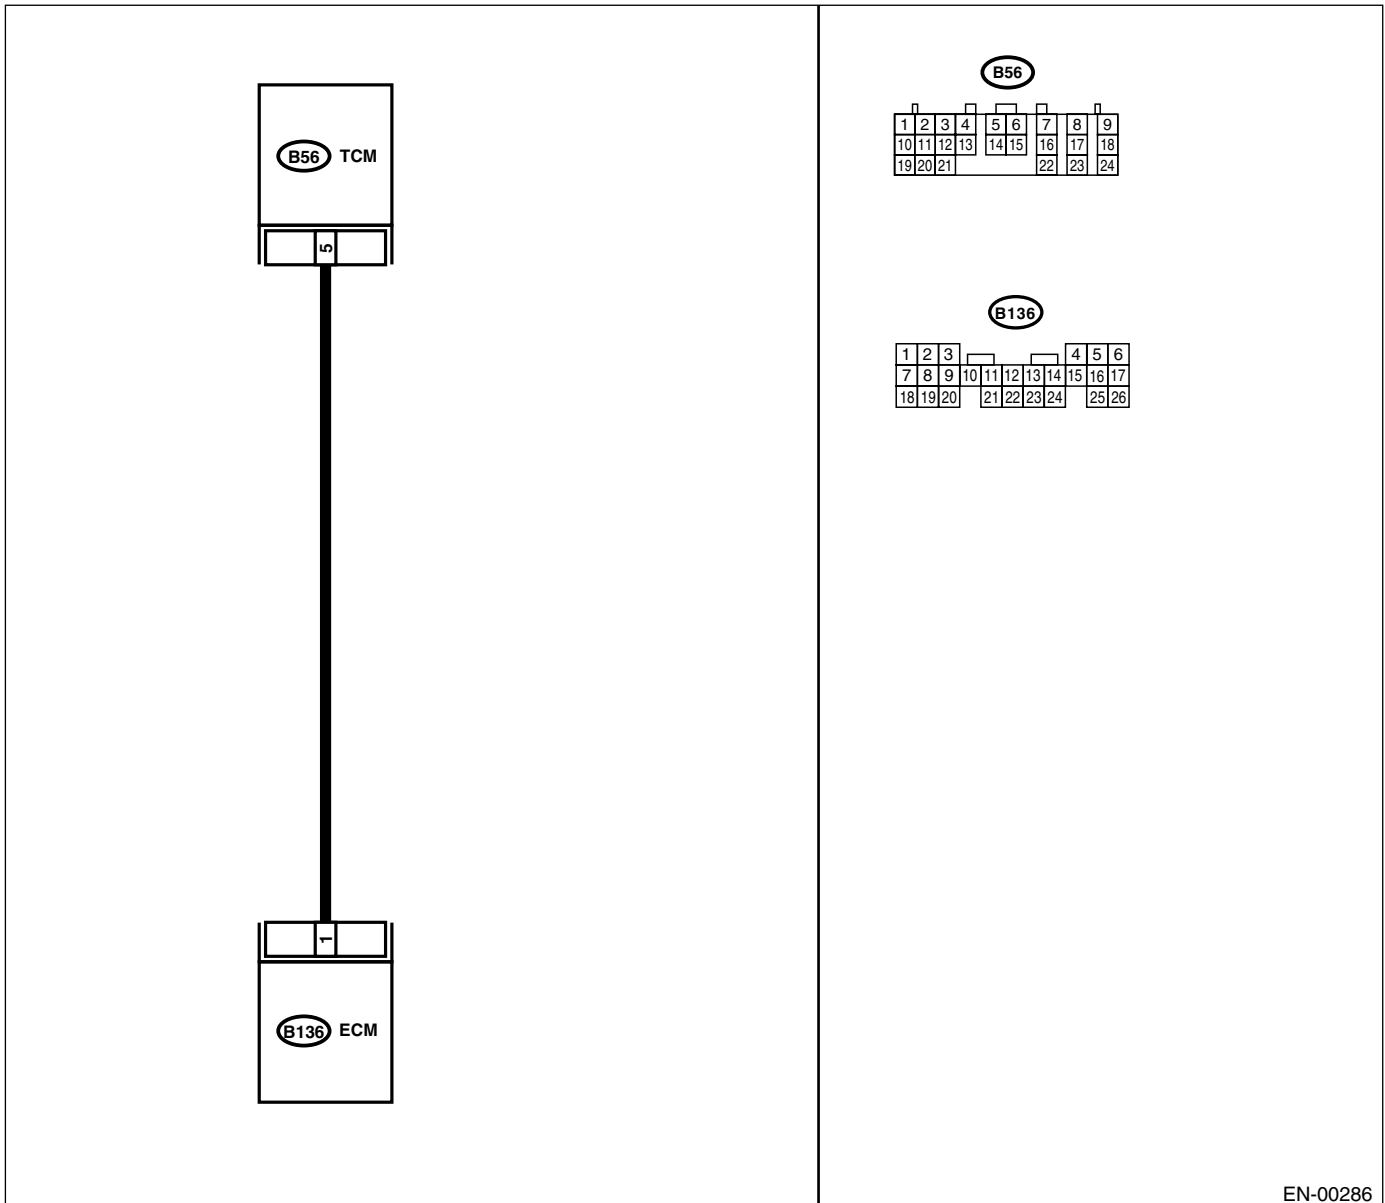 B56 TCM
5
1
B136 ECM
B56
1 2 3 4 5 6 7 8 9
10 11 12 13 14 15 16 17 18
19 20 21 22 23 24
B136
1 2 3 4 5 6
7 8 9 10 11 12 13 14 15 16 17
18 19 20 21 22 23 24 25 26
EN-00286